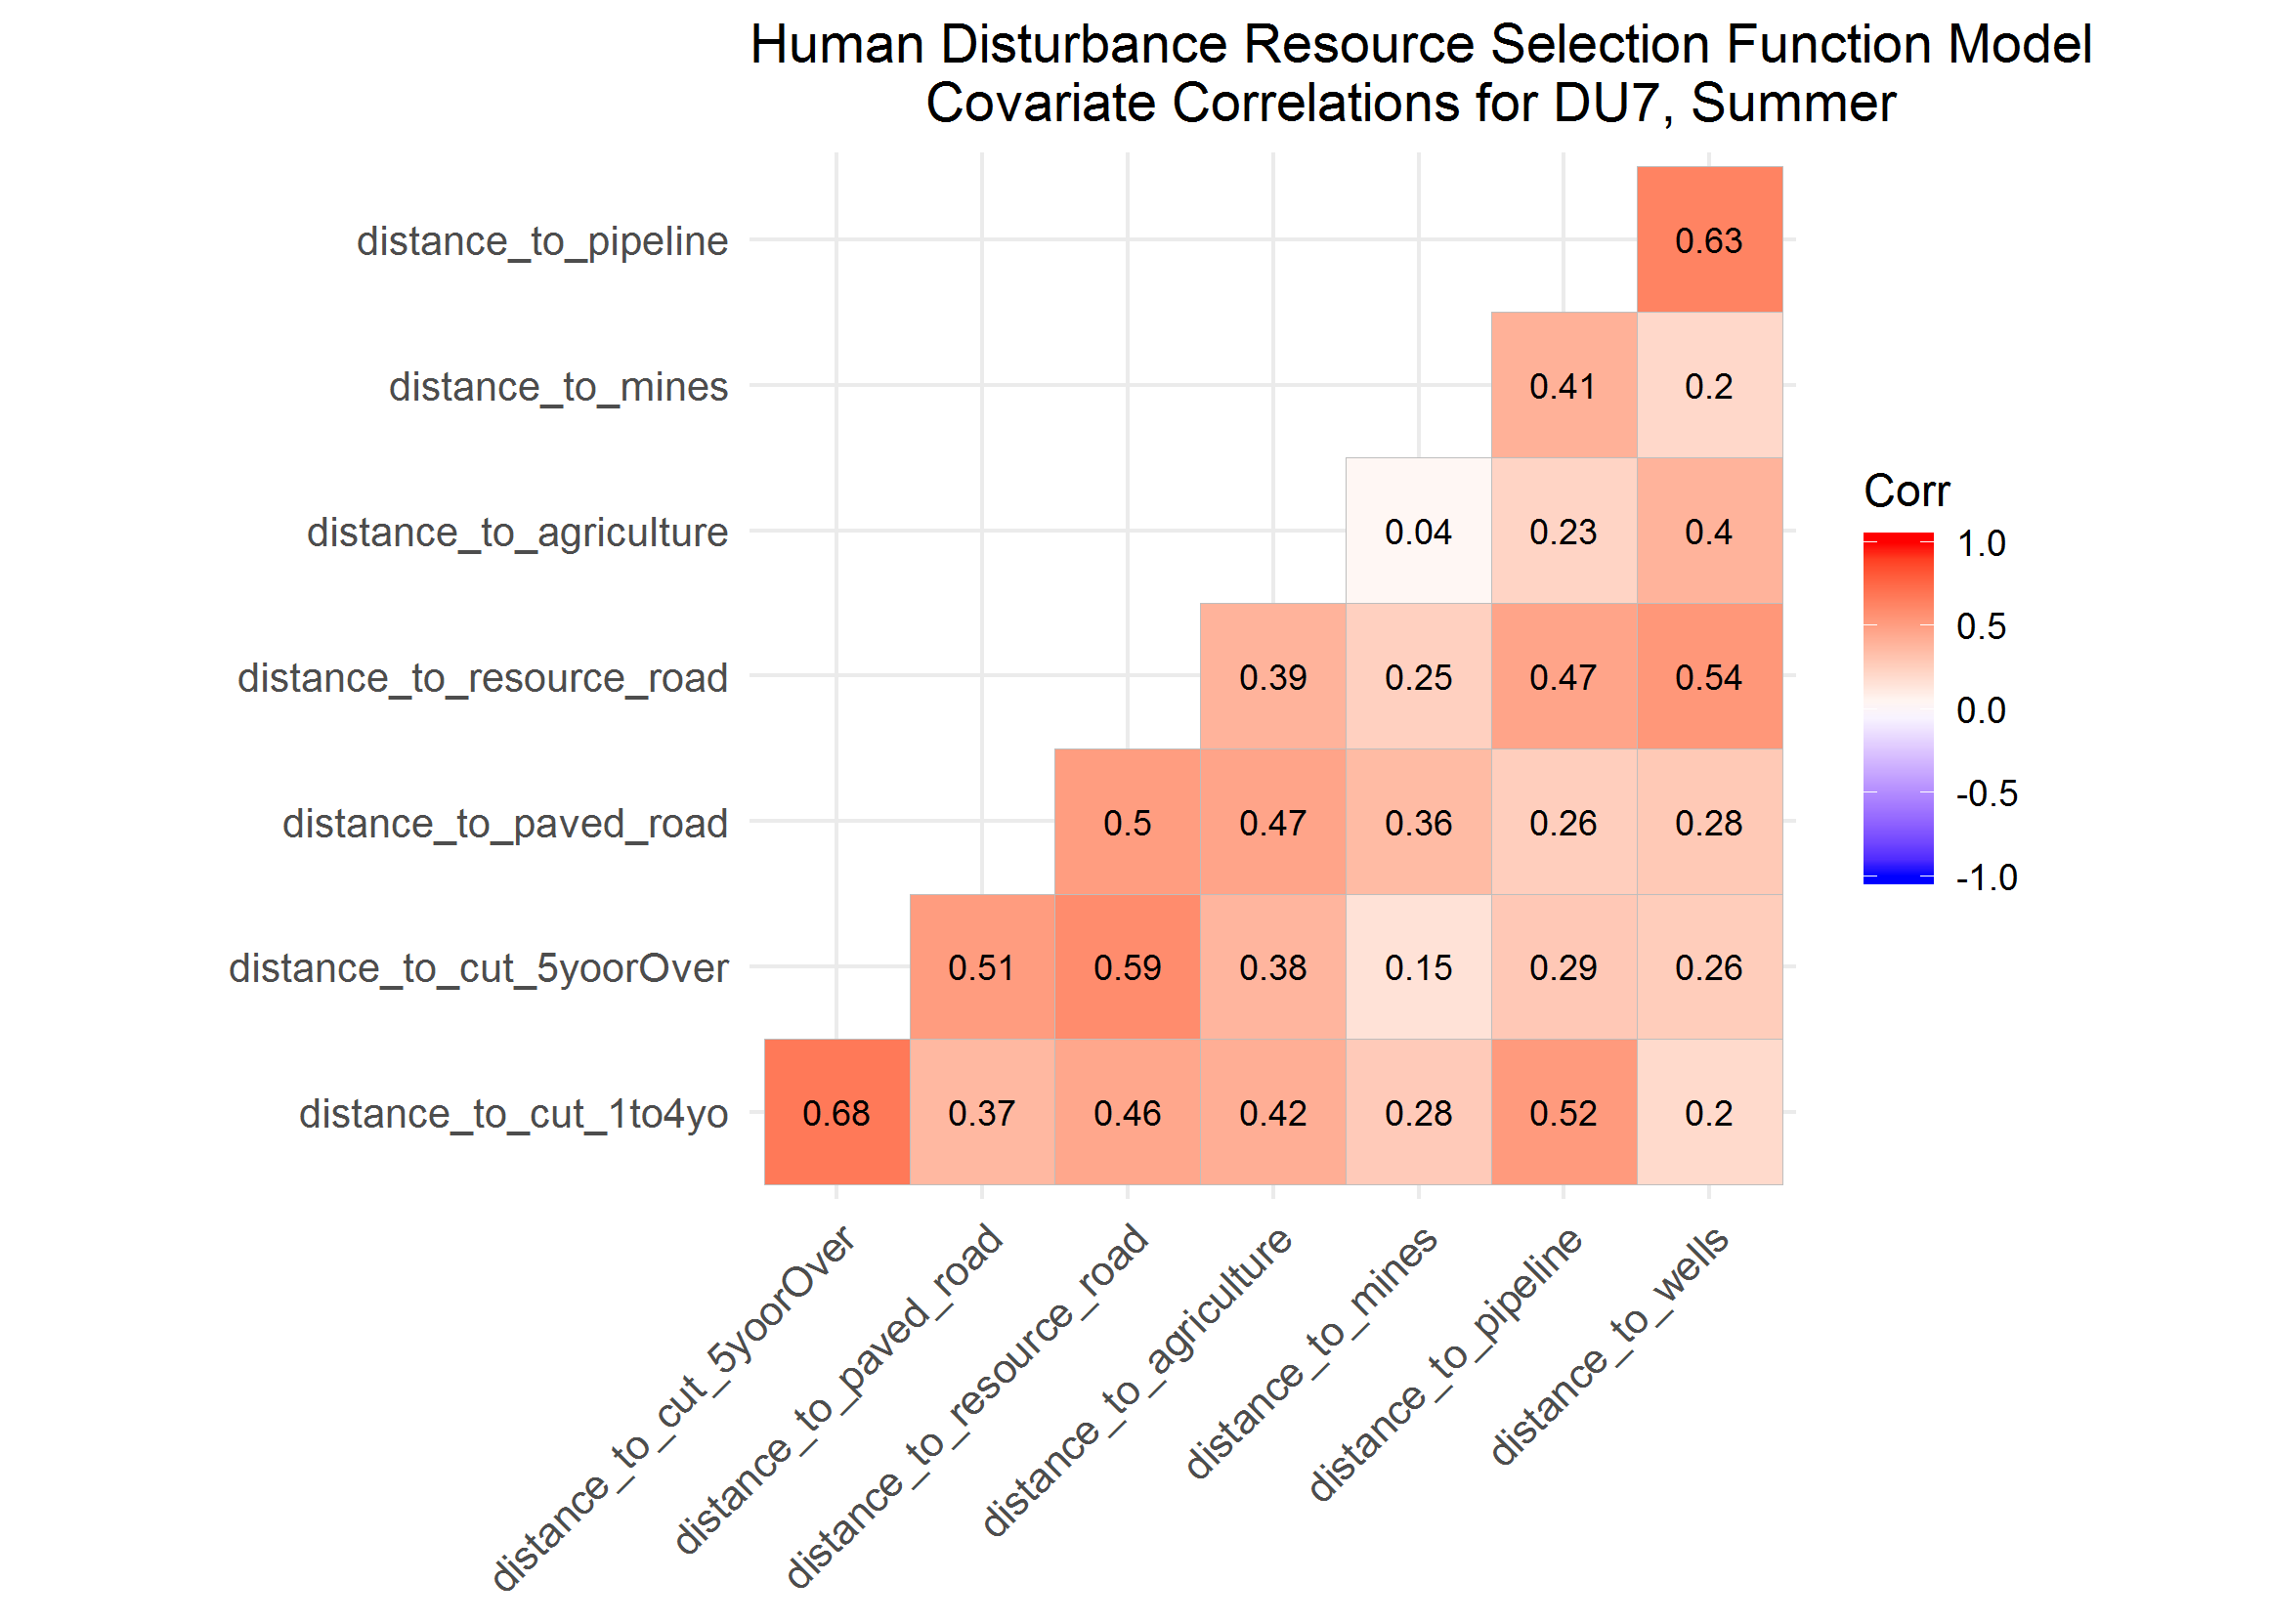 Human Disturbance Resource Selection Function Model
Covariate Correlations for DU7, Summer
distance_to_pipeline 0.63
distance_to_mines 0.41 0.2
distance_to_agriculture 0.04 0.23 0.4
distance_to_resource_road 0.39 0.25 0.47 0.54
distance_to_paved_road 0.5 0.47 0.36 0.26 0.28
distance_to_cut_5yoorOver 0.51 0.59 0.38 0.15 0.29 0.26
distance_to_cut_1to4yo 0.68 0.37 0.46 0.42 0.28 0.52 0.2
distance_to_cut_5yoorOver
distance_to_paved_road
distance_to_resource_road
distance_to_agriculture
distance_to_mines
distance_to_pipeline
distance_to_wells
Corr
1.0
0.5
0.0
-0.5
-1.0